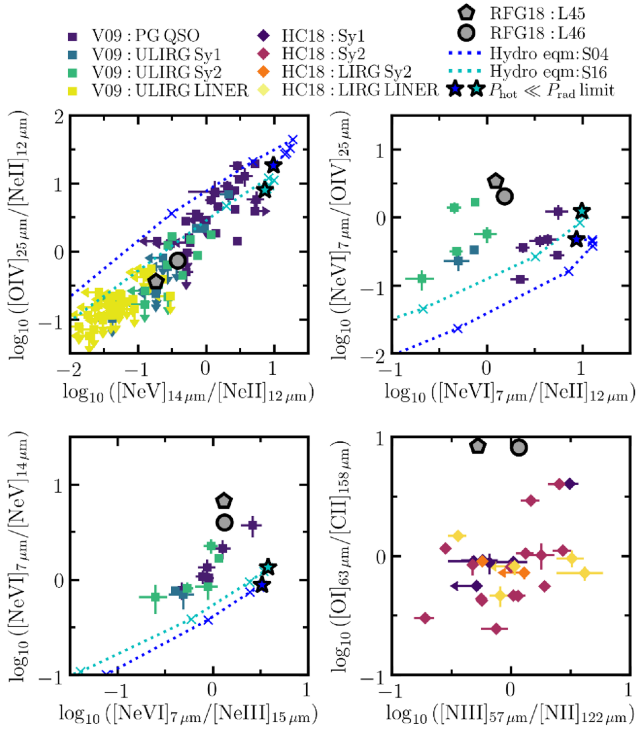 V09 : PG QSO
V09 : ULIRG Sy1
V09 : ULIRG Sy2
V09 : ULIRG LINER
HC18 : Sy1
HC18 : Sy2
HC18 : LIRG Sy2
HC18 : LIRG LINER
RFG18 : L45
RFG18 : L46
Hydro eqm: S04
Hydro eqm: S16
P_hot ≪ P_rad limit
log₁₀ ([OIV]₂₅ μm/[NeII]₁₂ μm)
2
1
0
−1
−2 −1 0 1
log₁₀ ([NeV]₁₄ μm/[NeII]₁₂ μm)
log₁₀ ([NeVI]₇ μm/[OIV]₂₅ μm)
1
0
−1
−2
−1 0 1
log₁₀ ([NeVI]₇ μm/[NeII]₁₂ μm)
log₁₀ ([NeVI]₇ μm/[NeV]₁₄ μm)
1
0
−1
−1 0 1
log₁₀ ([NeVI]₇ μm/[NeIII]₁₅ μm)
log₁₀ ([OI]₆₃ μm/[CII]₁₅₈ μm)
1
0
−1
−1 0 1
log₁₀ ([NIII]₅₇ μm/[NII]₁₂₂ μm)